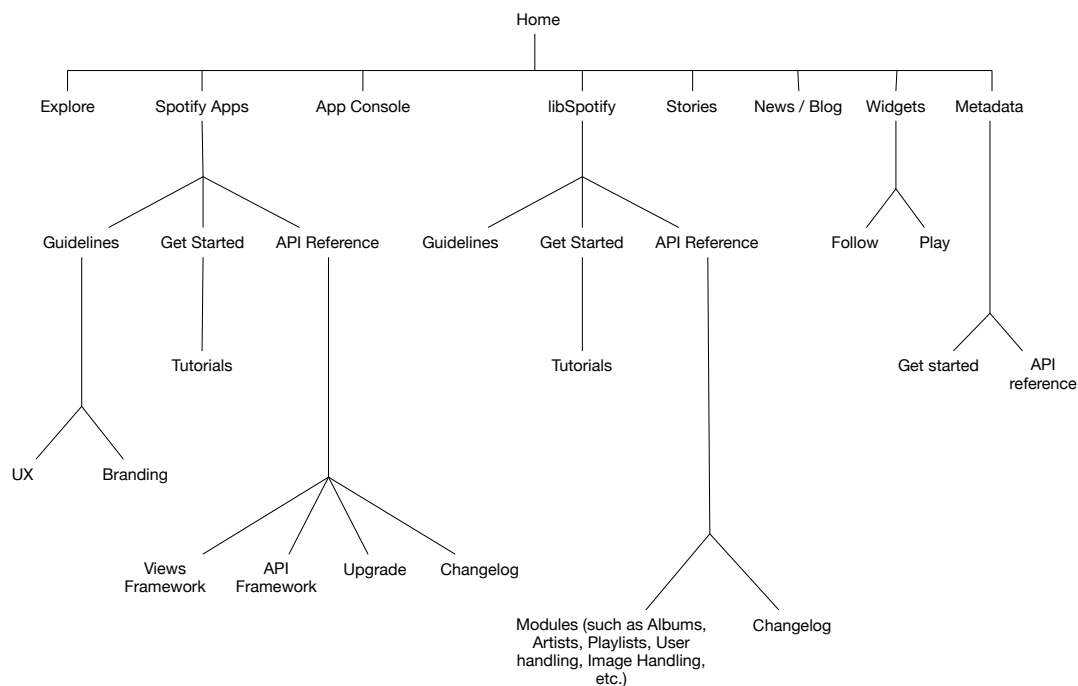 Home
Explore
Spotify Apps
App Console
libSpotify
Stories
News / Blog
Widgets
Metadata
Guidelines
Get Started
API Reference
Guidelines
Get Started
API Reference
Follow
Play
Tutorials
Tutorials
Get started
API
reference
UX
Branding
Views
Framework
API
Framework
Upgrade
Changelog
Modules (such as Albums,
Artists, Playlists, User
handling, Image Handling,
etc.)
Changelog